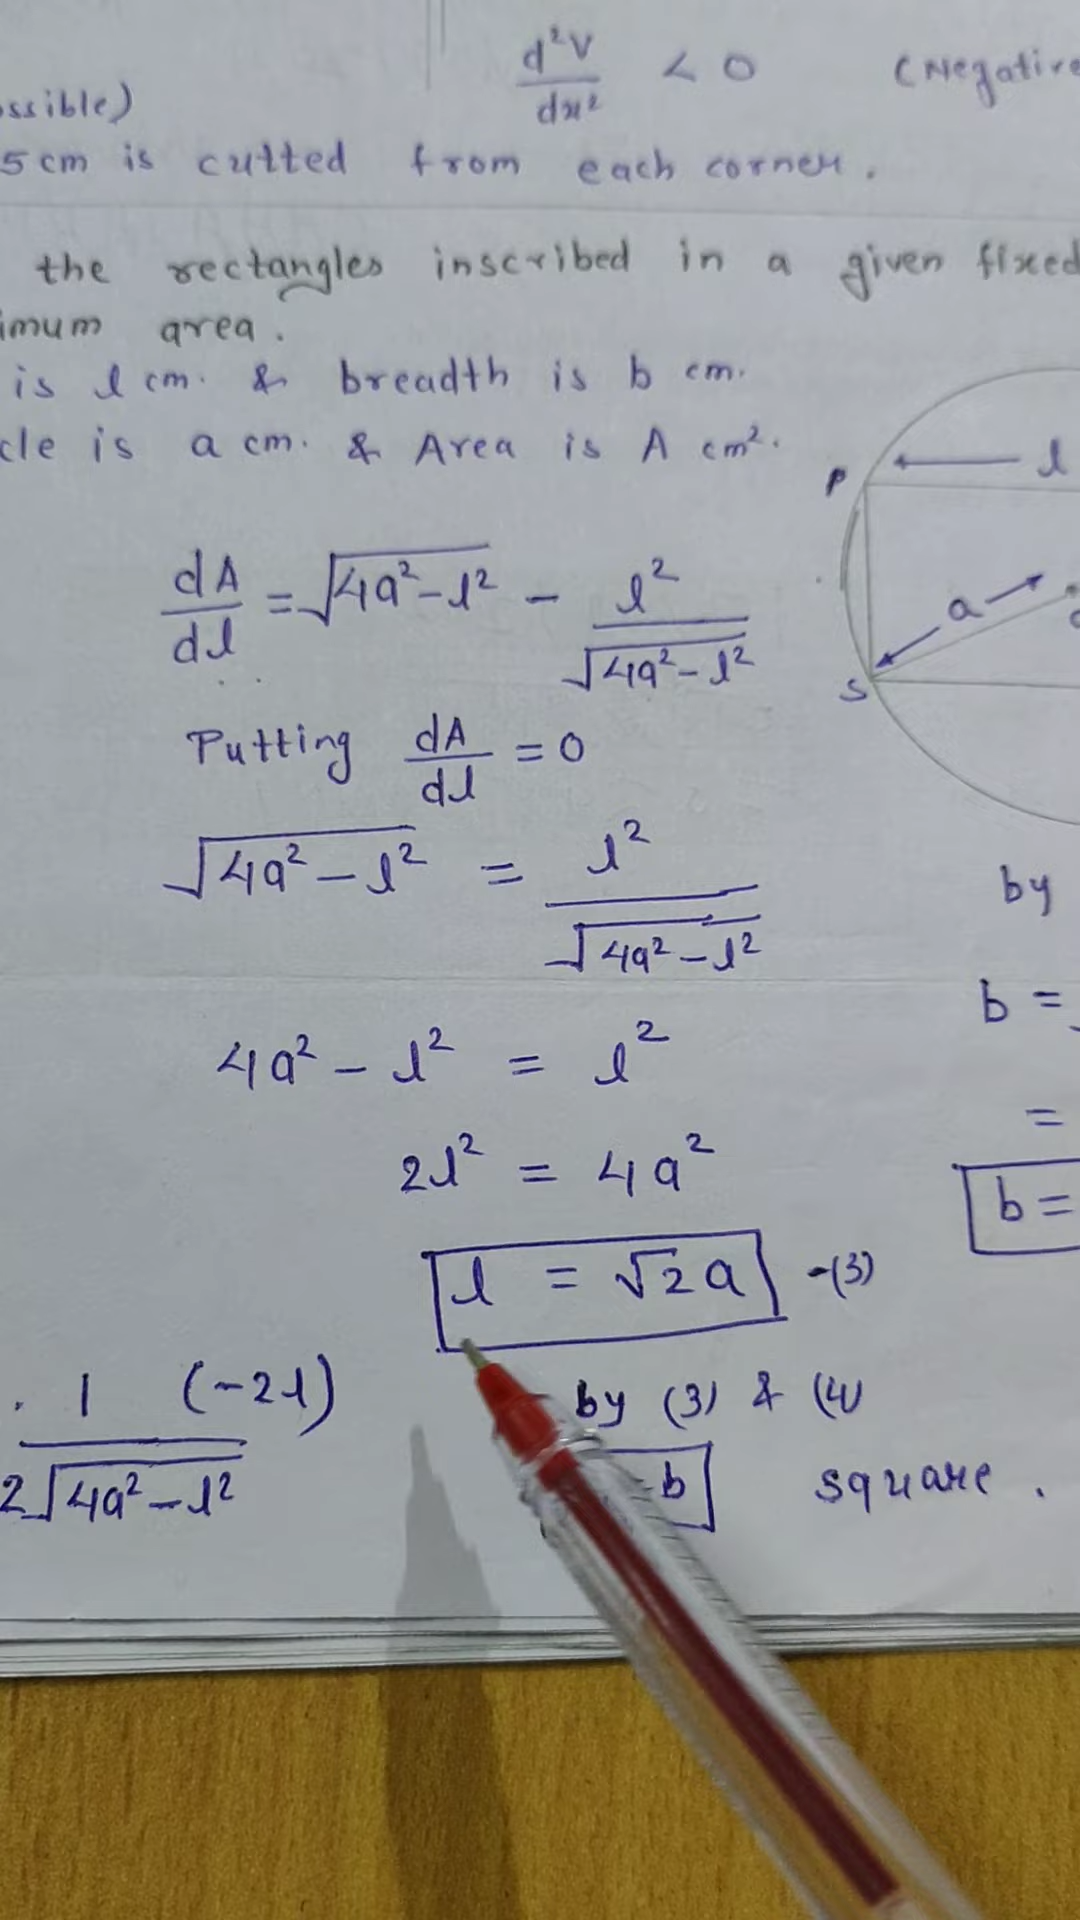 d²V/dx² < 0 (Negative
ossible)
5 cm is cutted from each corner.
the rectangles inscribed in a given fixed
imum area.
is l cm. & breadth is b cm.
cle is a cm. & Area is A cm².
P
l
a
S
dA/dl = √(4a²-l²) - l²/√(4a²-l²)
Putting dA/dl = 0
√(4a²-l²) = l²/√(4a²-l²)
4a² - l² = l²
2l² = 4a²
l = √2a -(3)
. 1/(2√(4a²-l²)) (-2l)
by
b =
=
b =
by (3) & (4)
b square.